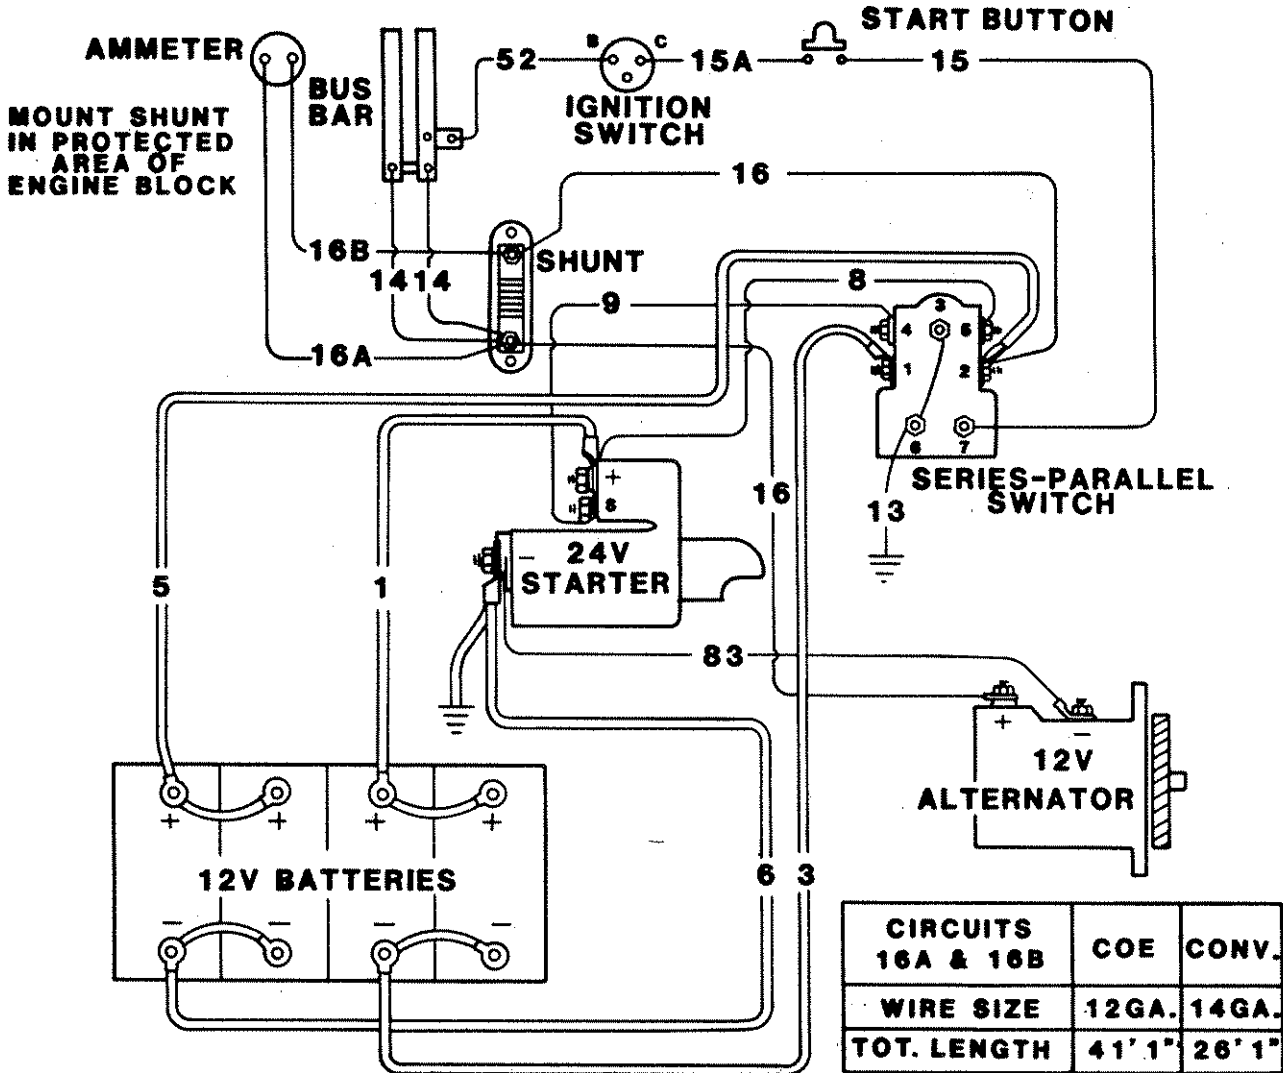 START BUTTON
AMMETER
B
C
52
15A
15
BUS
BAR
IGNITION
SWITCH
MOUNT SHUNT
IN PROTECTED
AREA OF
ENGINE BLOCK
16
16B
SHUNT
14 14
8
9
3
4
5
16A
1
2
6
7
SERIES-PARALLEL
SWITCH
+
S
16
13
24V
STARTER
−
5
1
83
+
−
12V
ALTERNATOR
+ + + +
12V BATTERIES
6
3
− − − −
CIRCUITS
16A & 16B
COE
CONV.
WIRE SIZE
12GA.
14GA.
TOT. LENGTH
41' 1"
26' 1"